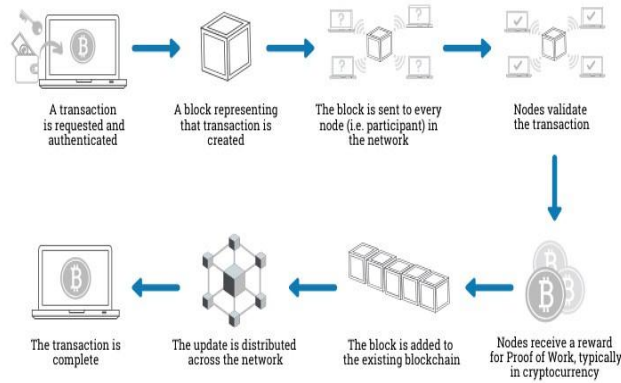 A transaction
is requested and
authenticated
A block representing
that transaction is
created
The block is sent to every
node (i.e. participant) in
the network
Nodes validate
the transaction
Nodes receive a reward
for Proof of Work, typically
in cryptocurrency
The block is added to
the existing blockchain
The update is distributed
across the network
The transaction is
complete